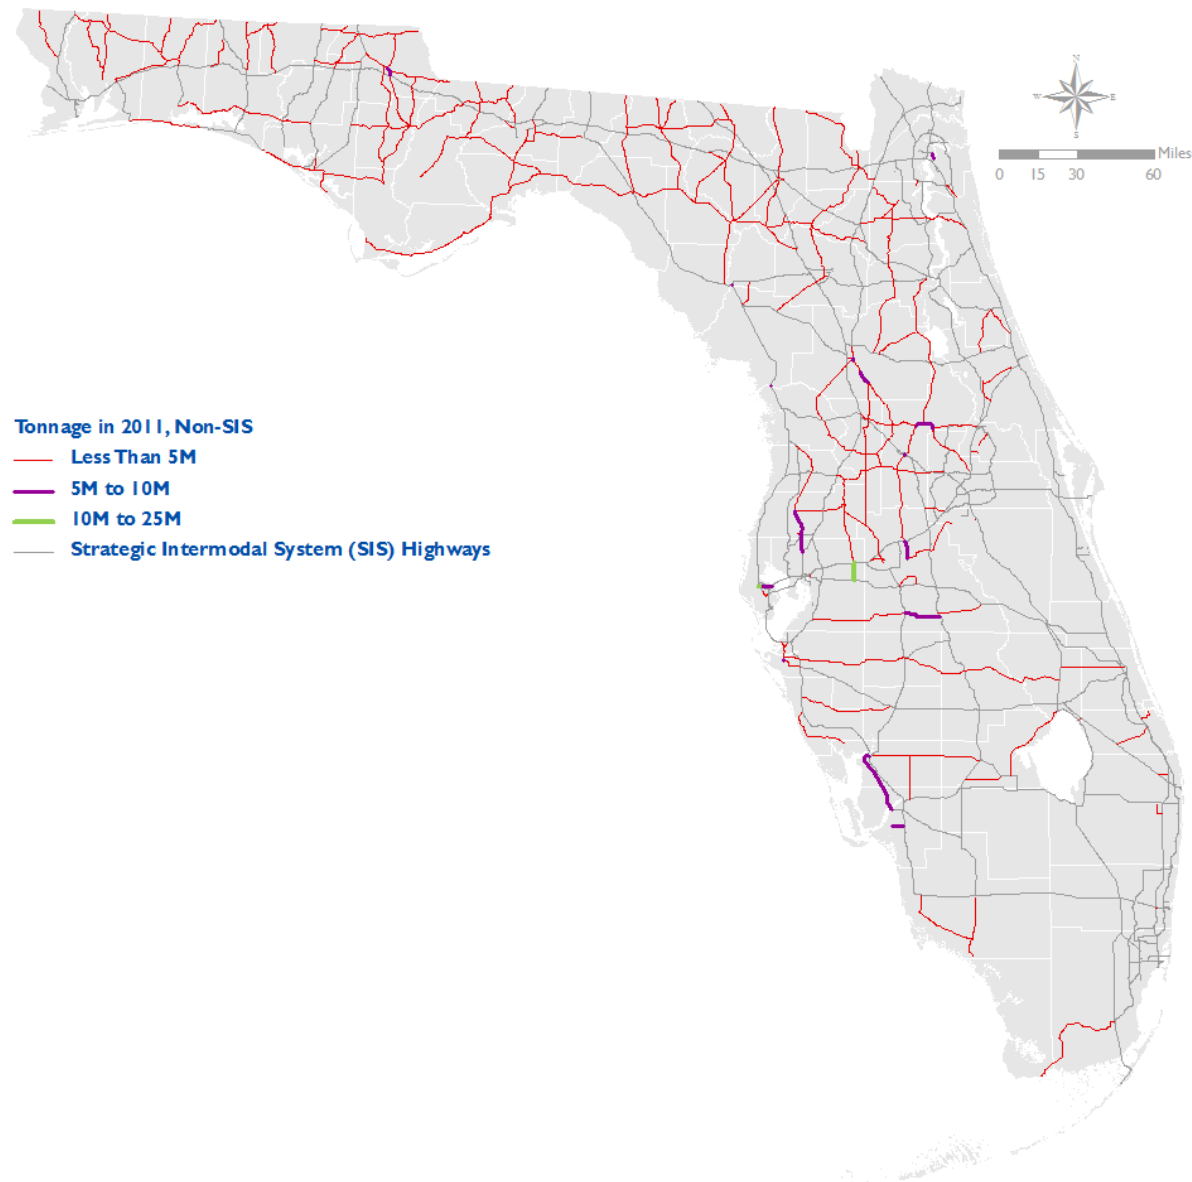 N
W E
S
Miles
0 15 30 60
Tonnage in 2011, Non-SIS
Less Than 5M
5M to 10M
10M to 25M
Strategic Intermodal System (SIS) Highways